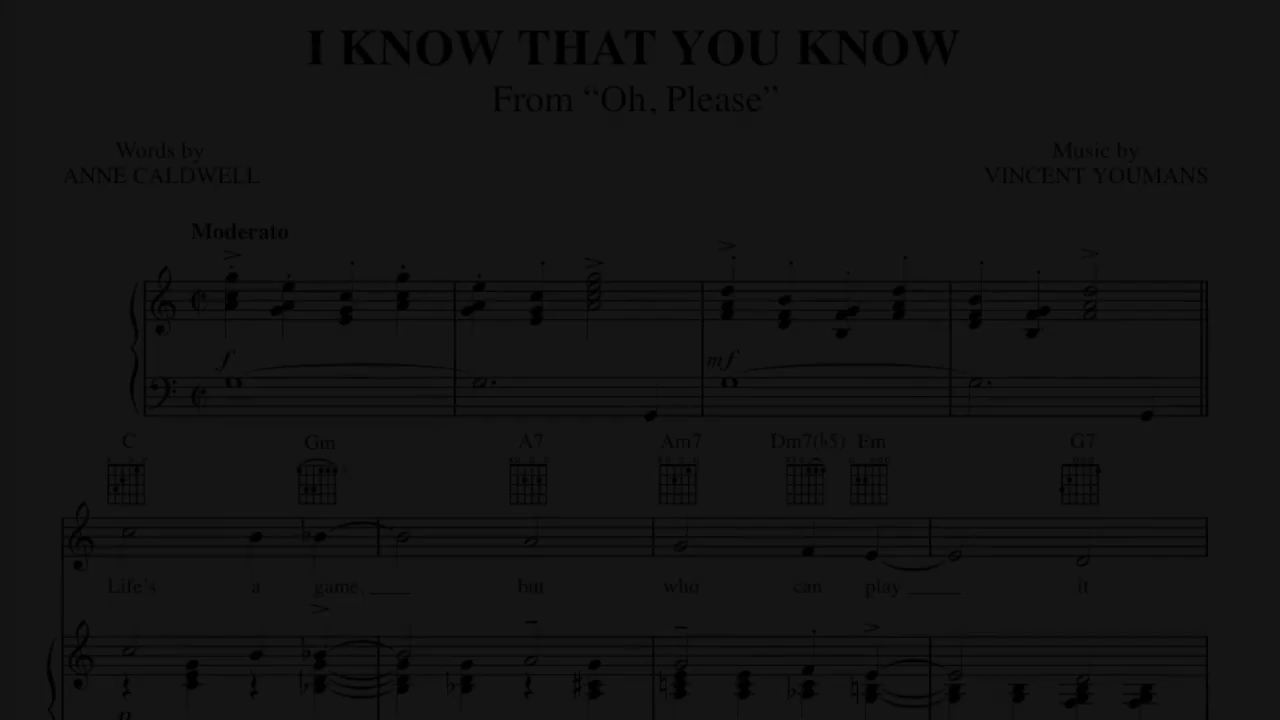 I KNOW THAT YOU KNOW
From “Oh, Please”
Words by
ANNE CALDWELL
Music by
VINCENT YOUMANS
Moderato
f
mf
C Gm A7 Am7 Dm7(♭5) Em G7
Life's a game, but who can play it
p